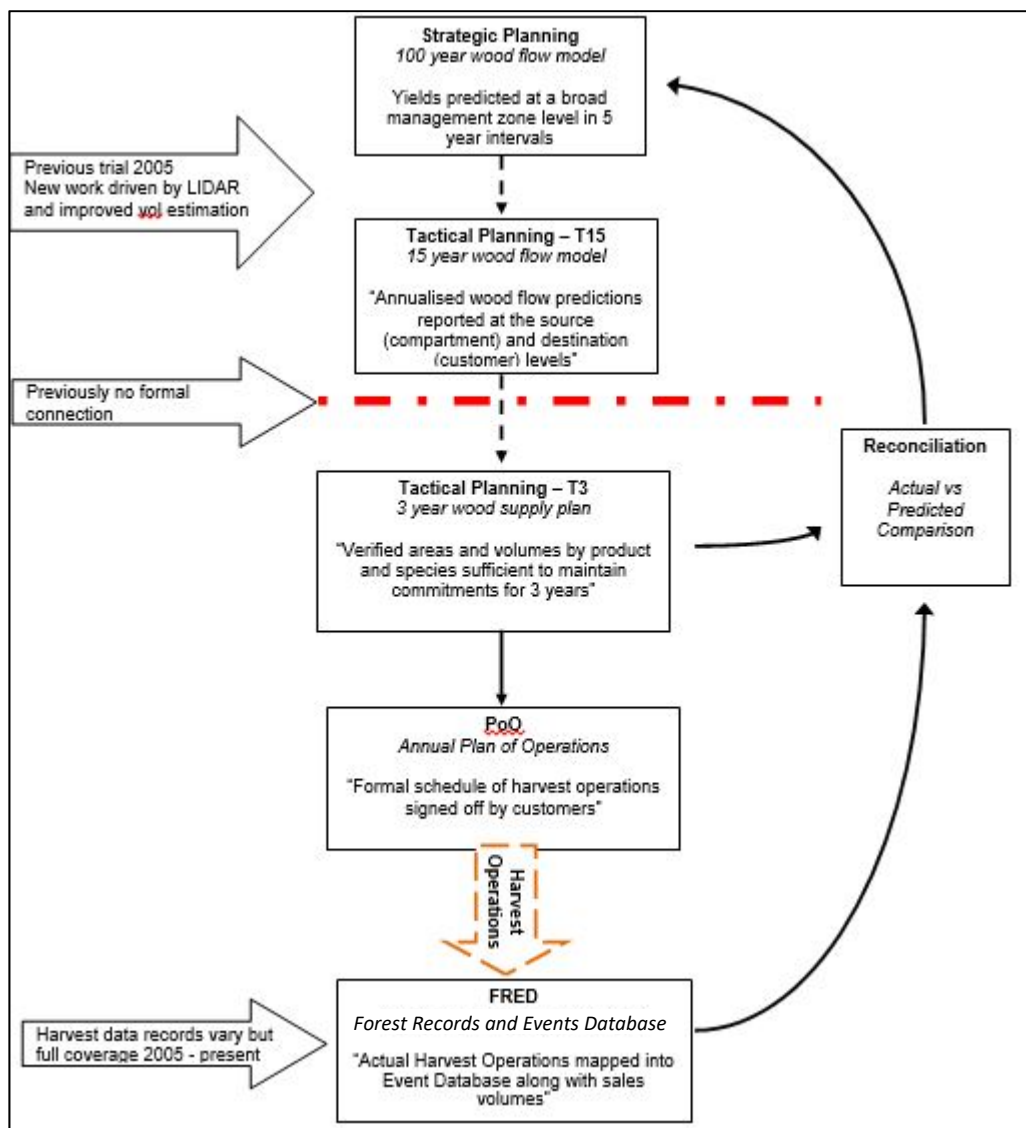 Strategic Planning
100 year wood flow model
Yields predicted at a broad
management zone level in 5
year intervals
Previous trial 2005
New work driven by LIDAR
and improved vol estimation
Tactical Planning – T15
15 year wood flow model
"Annualised wood flow predictions
reported at the source
(compartment) and destination
(customer) levels"
Previously no formal
connection
Reconciliation
Actual vs
Predicted
Comparison
Tactical Planning – T3
3 year wood supply plan
"Verified areas and volumes by product
and species sufficient to maintain
commitments for 3 years"
PoO
Annual Plan of Operations
"Formal schedule of harvest operations
signed off by customers"
Harvest
Operations
FRED
Forest Records and Events Database
"Actual Harvest Operations mapped into
Event Database along with sales
volumes"
Harvest data records vary but
full coverage 2005 - present